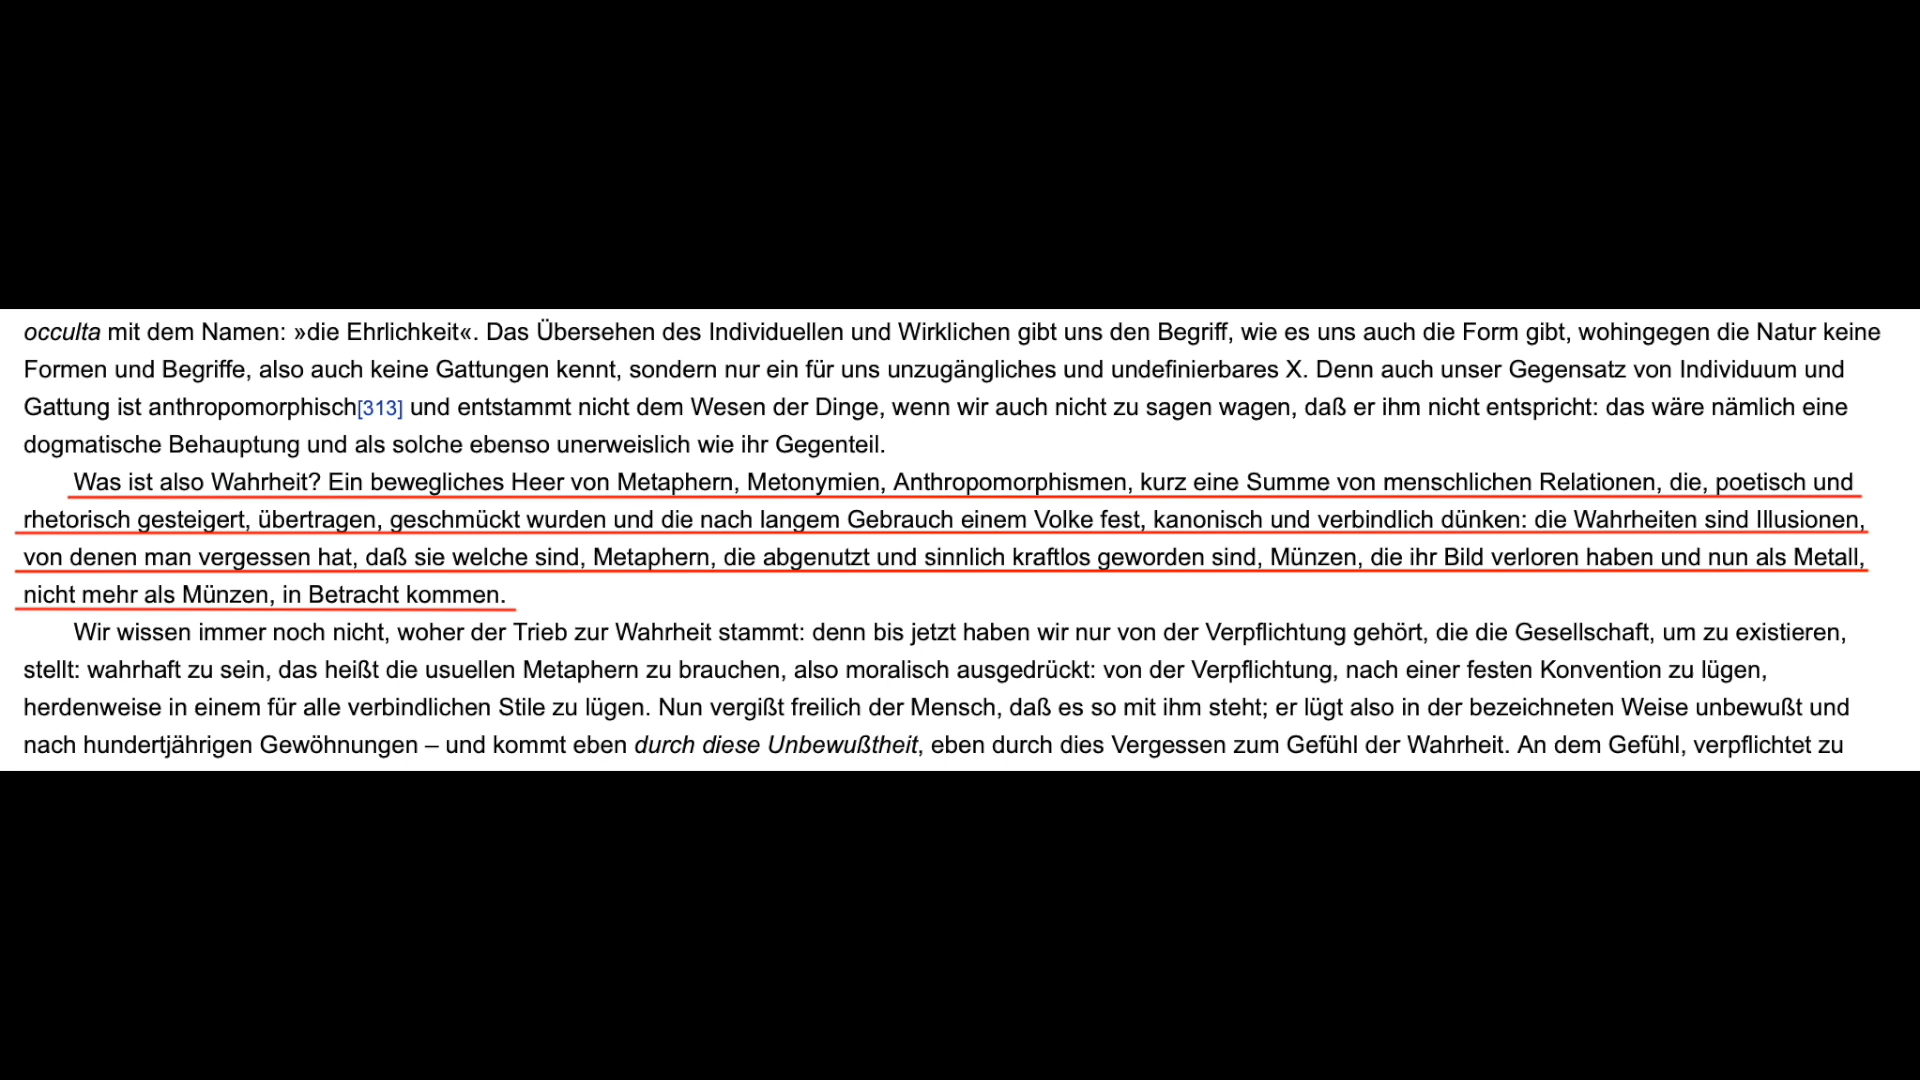 occulta mit dem Namen: »die Ehrlichkeit«. Das Übersehen des Individuellen und Wirklichen gibt uns den Begriff, wie es uns auch die Form gibt, wohingegen die Natur keine
Formen und Begriffe, also auch keine Gattungen kennt, sondern nur ein für uns unzugängliches und undefinierbares X. Denn auch unser Gegensatz von Individuum und
Gattung ist anthropomorphisch[313] und entstammt nicht dem Wesen der Dinge, wenn wir auch nicht zu sagen wagen, daß er ihm nicht entspricht: das wäre nämlich eine
dogmatische Behauptung und als solche ebenso unerweislich wie ihr Gegenteil.
Was ist also Wahrheit? Ein bewegliches Heer von Metaphern, Metonymien, Anthropomorphismen, kurz eine Summe von menschlichen Relationen, die, poetisch und
rhetorisch gesteigert, übertragen, geschmückt wurden und die nach langem Gebrauch einem Volke fest, kanonisch und verbindlich dünken: die Wahrheiten sind Illusionen,
von denen man vergessen hat, daß sie welche sind, Metaphern, die abgenutzt und sinnlich kraftlos geworden sind, Münzen, die ihr Bild verloren haben und nun als Metall,
nicht mehr als Münzen, in Betracht kommen.
Wir wissen immer noch nicht, woher der Trieb zur Wahrheit stammt: denn bis jetzt haben wir nur von der Verpflichtung gehört, die die Gesellschaft, um zu existieren,
stellt: wahrhaft zu sein, das heißt die usuellen Metaphern zu brauchen, also moralisch ausgedrückt: von der Verpflichtung, nach einer festen Konvention zu lügen,
herdenweise in einem für alle verbindlichen Stile zu lügen. Nun vergißt freilich der Mensch, daß es so mit ihm steht; er lügt also in der bezeichneten Weise unbewußt und
nach hundertjährigen Gewöhnungen – und kommt eben durch diese Unbewußtheit, eben durch dies Vergessen zum Gefühl der Wahrheit. An dem Gefühl, verpflichtet zu